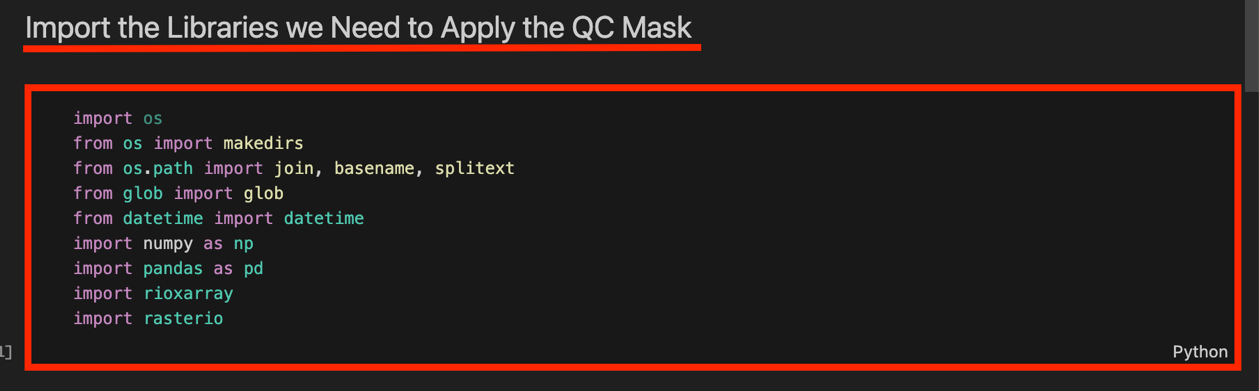 Import the Libraries we Need to Apply the QC Mask
import os
from os import makedirs
from os.path import join, basename, splitext
from glob import glob
from datetime import datetime
import numpy as np
import pandas as pd
import rioxarray
import rasterio
1]
Python